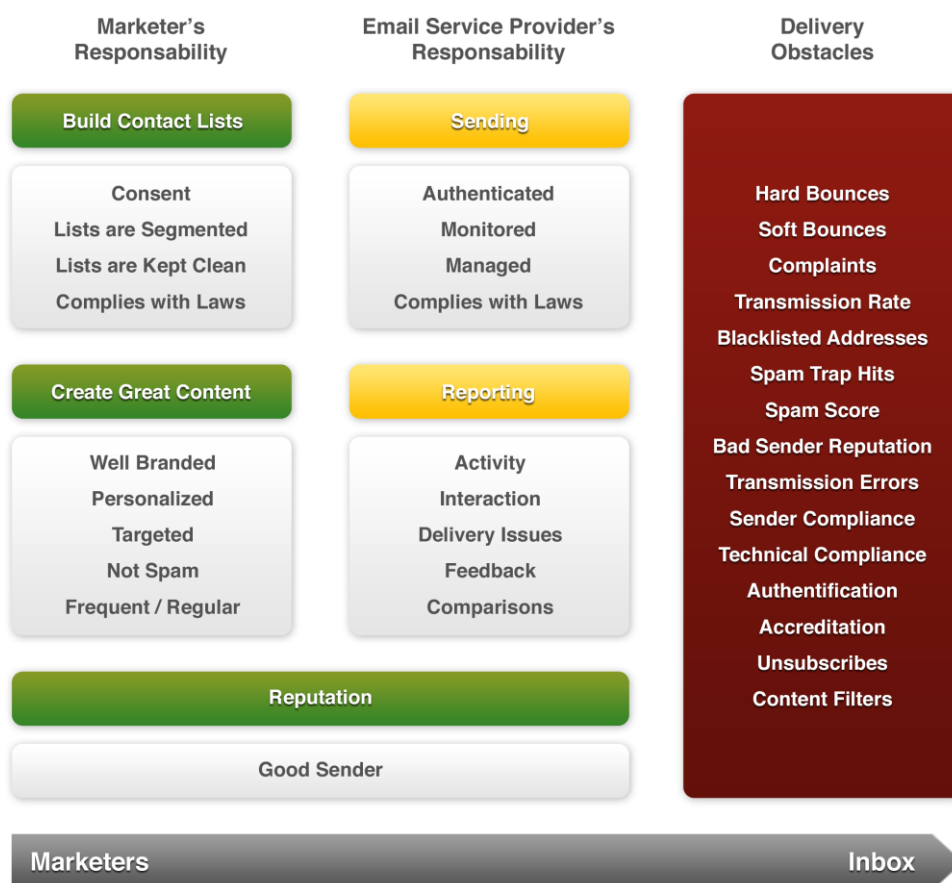 Marketer's
Responsability
Build Contact Lists
Consent
Lists are Segmented
Lists are Kept Clean
Complies with Laws
Create Great Content
Well Branded
Personalized
Targeted
Not Spam
Frequent / Regular
Email Service Provider's
Responsability
Sending
Authenticated
Monitored
Managed
Complies with Laws
Reporting
Activity
Interaction
Delivery Issues
Feedback
Comparisons
Reputation
Good Sender
Delivery
Obstacles
Hard Bounces
Soft Bounces
Complaints
Transmission Rate
Blacklisted Addresses
Spam Trap Hits
Spam Score
Bad Sender Reputation
Transmission Errors
Sender Compliance
Technical Compliance
Authentification
Accreditation
Unsubscribes
Content Filters
Marketers
Inbox